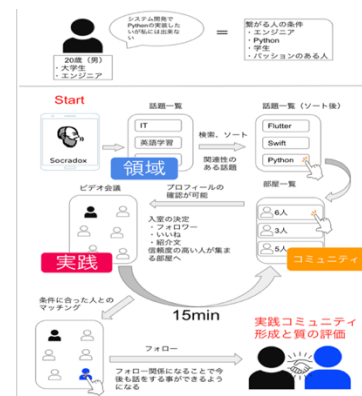 システム開発で
Pythonの実装した
いが私には出来な
い
20歳（男）
・大学生
・エンジニア
=
繋がる人の条件
・エンジニア
・Python
・学生
・パッションのある人
Start
話題一覧
話題一覧（ソート後）
IT
英語学習
検索、ソート
関連性の
ある話題
Flutter
Swift
Python
Socradox
領域
ビデオ会議
プロフィールの
確認が可能
部屋一覧
入室の決定
・フォロワー
・いいね
・紹介文
信頼度の高い人が集ま
る部屋へ
6人
3人
5人
実践
コミュニティ
15min
条件に合った人との
マッチング
フォロー
フォロー関係になることで今
後も話をする事ができるよう
になる
実践コミュニティ
形成と質の評価